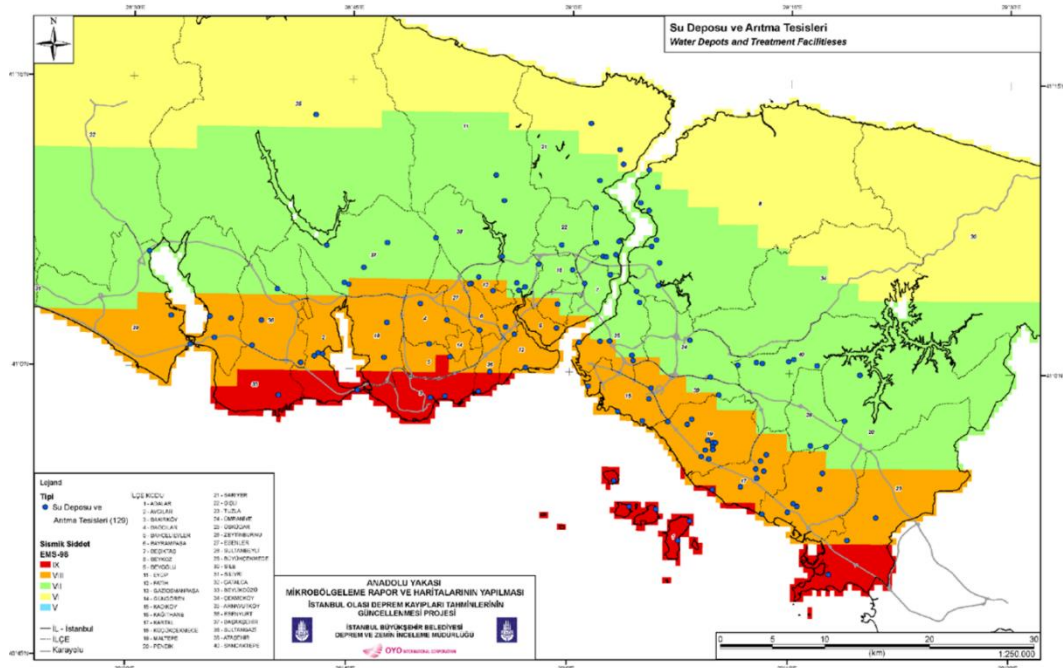 Su Deposu ve Arıtma Tesisleri
Water Depots and Treatment Facilitieses
N
Lejand
Tipi
Su Deposu ve
Arıtma Tesisleri (129)
Sismik Siddet
EMS-98
IX
VIII
VII
VI
V
İL - İstanbul
İLÇE
Karayolu
İLÇE KODU
1 - ADALAR
2 - AVCILAR
3 - BAKIRKÖY
4 - BAĞCILAR
5 - BAHÇELİEVLER
6 - BAYRAMPAŞA
7 - BEŞİKTAŞ
8 - BEYKOZ
9 - BEYOĞLU
11 - EYÜP
12 - FATİH
13 - GAZİOSMANPAŞA
14 - GÜNGÖREN
15 - KADIKÖY
16 - KAĞITHANE
17 - KARTAL
18 - KÜÇÜKÇEKMECE
19 - MALTEPE
20 - PENDİK
21 - SARIYER
22 - ŞİŞLİ
23 - TUZLA
24 - ÜMRANİYE
25 - ÜSKÜDAR
26 - ZEYTİNBURNU
27 - ESENLER
28 - SULTANBEYLİ
29 - BÜYÜKÇEKMECE
30 - ŞİLE
31 - SİLİVRİ
32 - ÇATALCA
33 - BEYLİKDÜZÜ
34 - ÇEKMEKÖY
35 - ARNAVUTKÖY
36 - ESENYURT
37 - BAŞAKŞEHİR
38 - SULTANGAZİ
39 - ATAŞEHİR
40 - SANCAKTEPE
ANADOLU YAKASI
MİKROBÖLGELEME RAPOR VE HARİTALARININ YAPILMASI
İSTANBUL OLASI DEPREM KAYIPLARI TAHMİNLERİNİN
GÜNCELLENMESİ PROJESİ
İSTANBUL BÜYÜKŞEHİR BELEDİYESİ
DEPREM VE ZEMİN İNCELEME MÜDÜRLÜĞÜ
OYO INTERNATIONAL CORPORATION
0 5 10 20 30
(km)
1:250.000